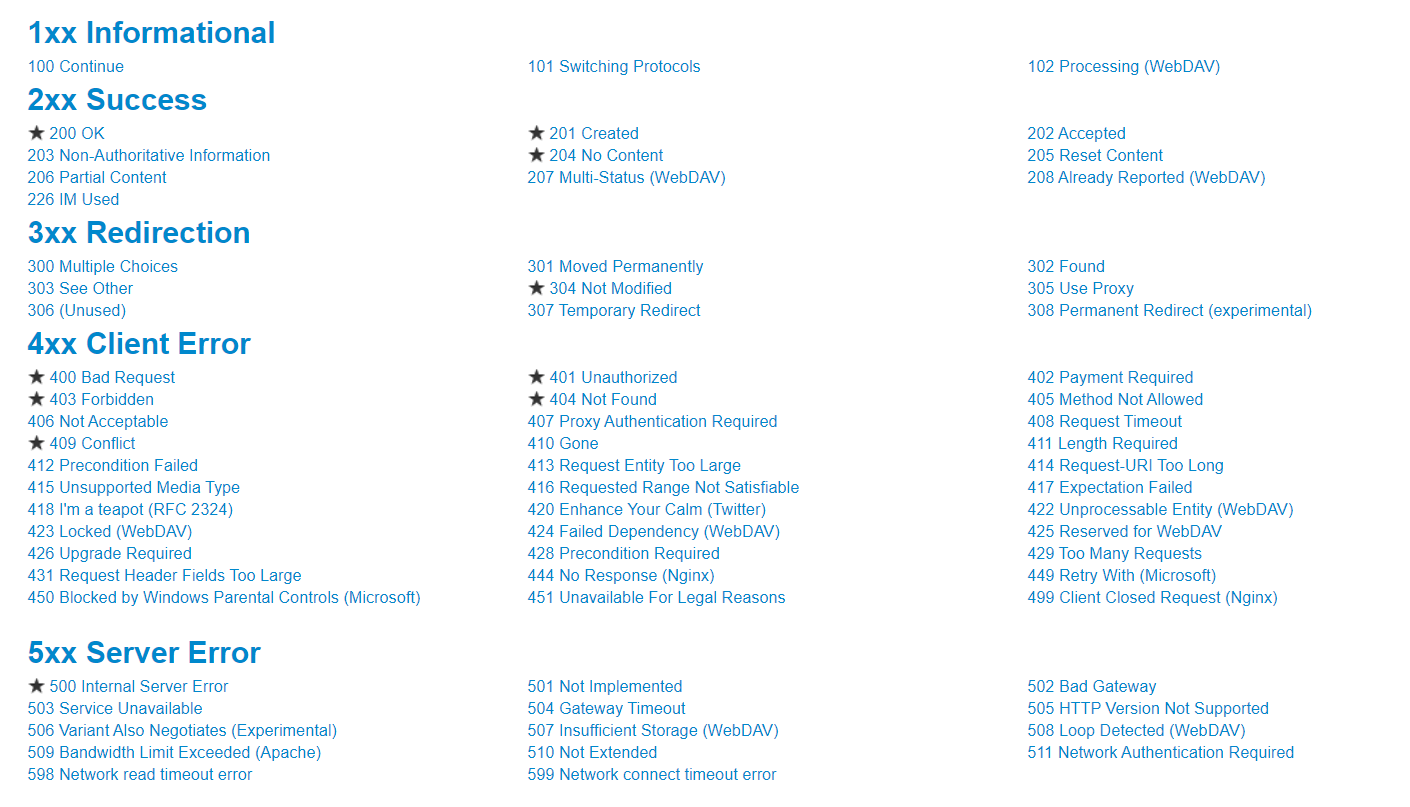 1xx Informational
100 Continue 101 Switching Protocols 102 Processing (WebDAV)
2xx Success
★ 200 OK ★ 201 Created 202 Accepted
203 Non-Authoritative Information ★ 204 No Content 205 Reset Content
206 Partial Content 207 Multi-Status (WebDAV) 208 Already Reported (WebDAV)
226 IM Used
3xx Redirection
300 Multiple Choices 301 Moved Permanently 302 Found
303 See Other ★ 304 Not Modified 305 Use Proxy
306 (Unused) 307 Temporary Redirect 308 Permanent Redirect (experimental)
4xx Client Error
★ 400 Bad Request ★ 401 Unauthorized 402 Payment Required
★ 403 Forbidden ★ 404 Not Found 405 Method Not Allowed
406 Not Acceptable 407 Proxy Authentication Required 408 Request Timeout
★ 409 Conflict 410 Gone 411 Length Required
412 Precondition Failed 413 Request Entity Too Large 414 Request-URI Too Long
415 Unsupported Media Type 416 Requested Range Not Satisfiable 417 Expectation Failed
418 I'm a teapot (RFC 2324) 420 Enhance Your Calm (Twitter) 422 Unprocessable Entity (WebDAV)
423 Locked (WebDAV) 424 Failed Dependency (WebDAV) 425 Reserved for WebDAV
426 Upgrade Required 428 Precondition Required 429 Too Many Requests
431 Request Header Fields Too Large 444 No Response (Nginx) 449 Retry With (Microsoft)
450 Blocked by Windows Parental Controls (Microsoft) 451 Unavailable For Legal Reasons 499 Client Closed Request (Nginx)
5xx Server Error
★ 500 Internal Server Error 501 Not Implemented 502 Bad Gateway
503 Service Unavailable 504 Gateway Timeout 505 HTTP Version Not Supported
506 Variant Also Negotiates (Experimental) 507 Insufficient Storage (WebDAV) 508 Loop Detected (WebDAV)
509 Bandwidth Limit Exceeded (Apache) 510 Not Extended 511 Network Authentication Required
598 Network read timeout error 599 Network connect timeout error